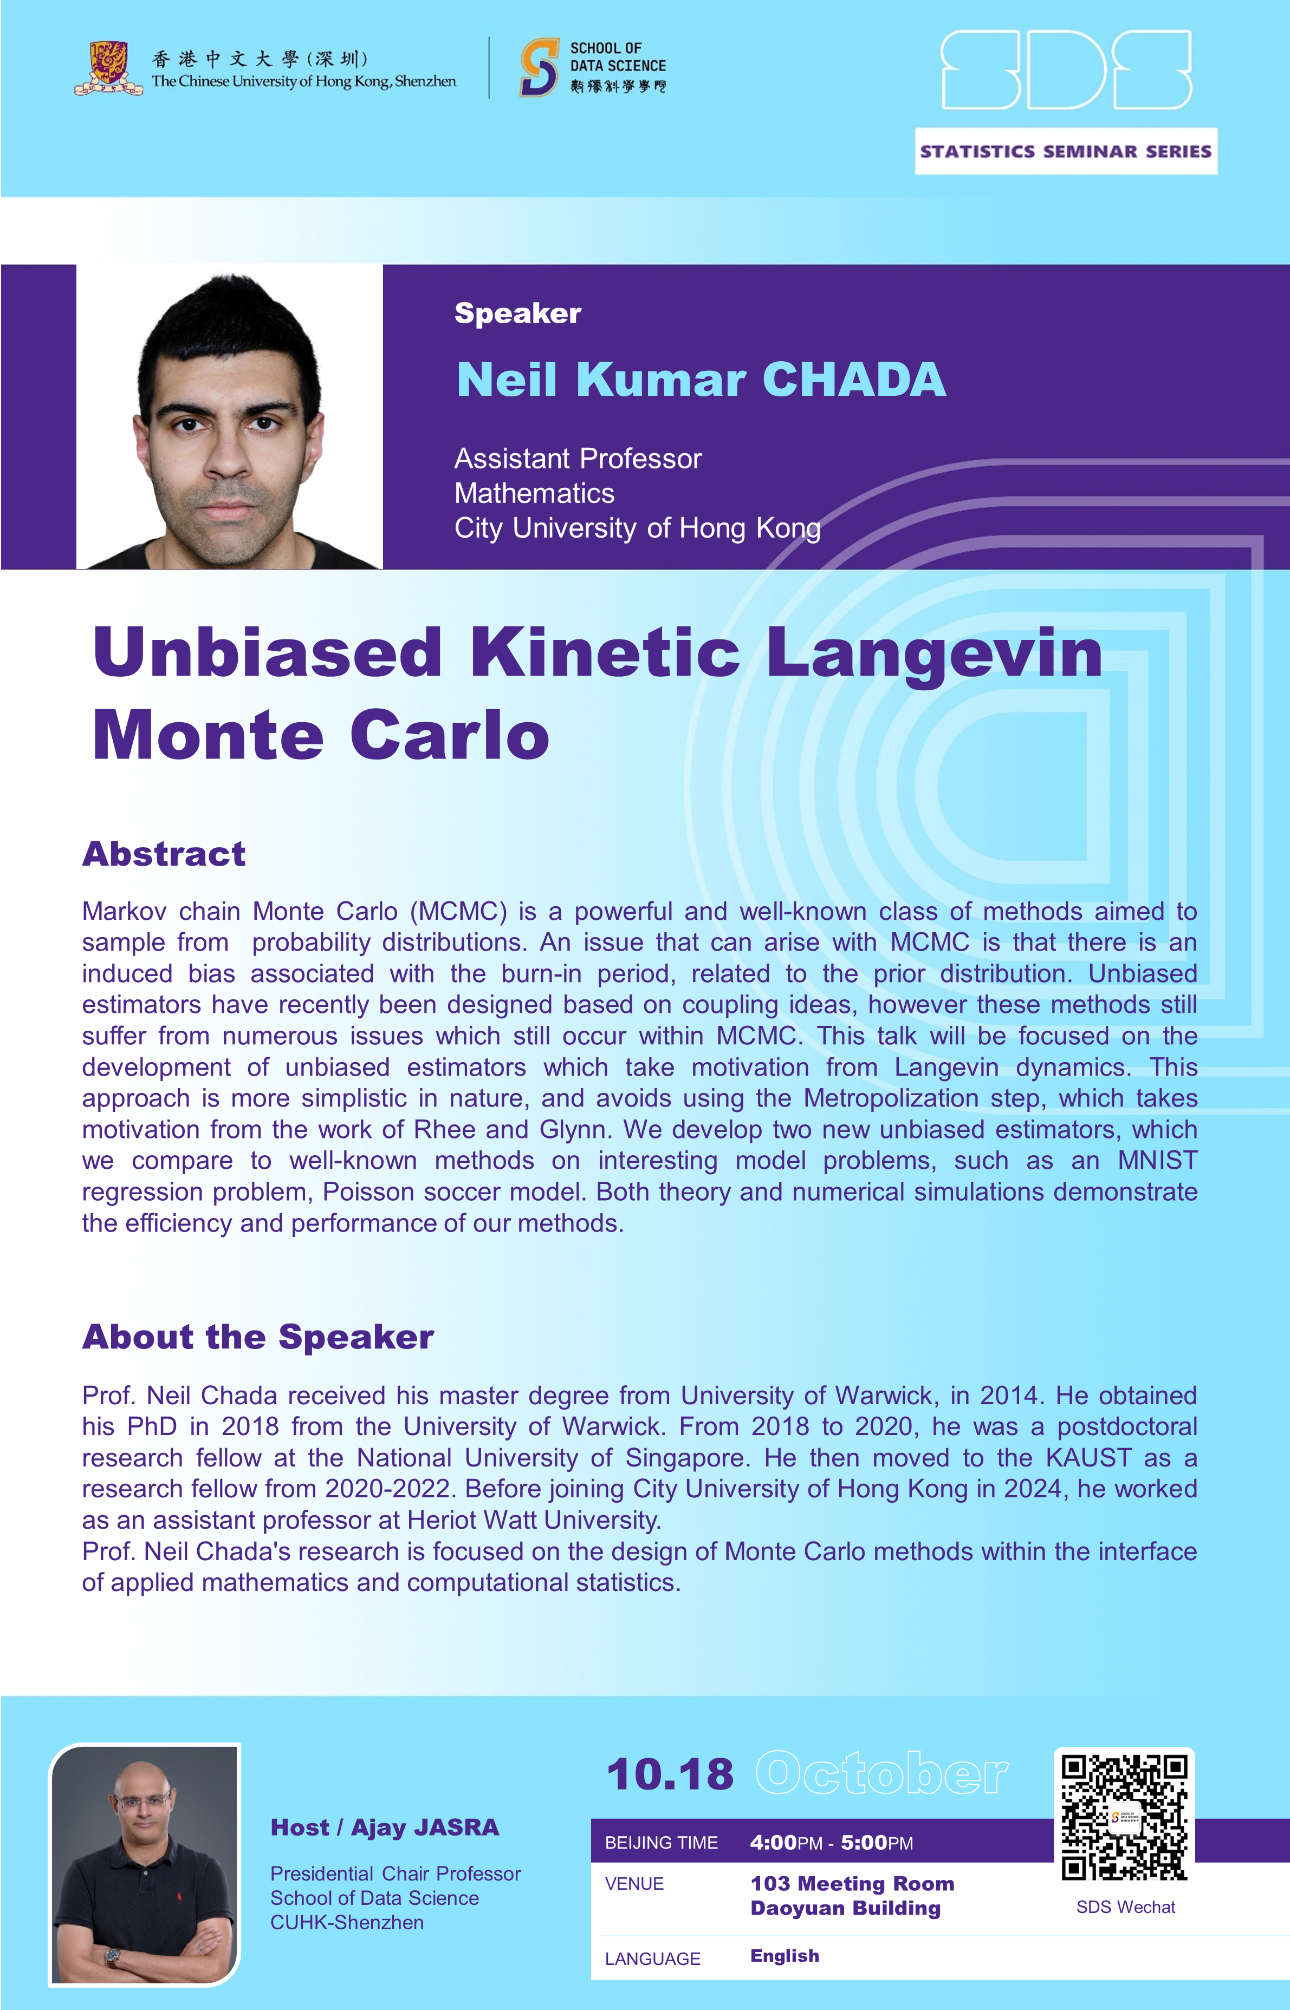 香港中文大學(深圳)
The Chinese University of Hong Kong, Shenzhen
SCHOOL OF
DATA SCIENCE
數據科學學院
SDS
STATISTICS SEMINAR SERIES
Speaker
Neil Kumar CHADA
Assistant Professor
Mathematics
City University of Hong Kong
Unbiased Kinetic Langevin
Monte Carlo
Abstract
Markov chain Monte Carlo (MCMC) is a powerful and well-known class of methods aimed to
sample from probability distributions. An issue that can arise with MCMC is that there is an
induced bias associated with the burn-in period, related to the prior distribution. Unbiased
estimators have recently been designed based on coupling ideas, however these methods still
suffer from numerous issues which still occur within MCMC. This talk will be focused on the
development of unbiased estimators which take motivation from Langevin dynamics. This
approach is more simplistic in nature, and avoids using the Metropolization step, which takes
motivation from the work of Rhee and Glynn. We develop two new unbiased estimators, which
we compare to well-known methods on interesting model problems, such as an MNIST
regression problem, Poisson soccer model. Both theory and numerical simulations demonstrate
the efficiency and performance of our methods.
About the Speaker
Prof. Neil Chada received his master degree from University of Warwick, in 2014. He obtained
his PhD in 2018 from the University of Warwick. From 2018 to 2020, he was a postdoctoral
research fellow at the National University of Singapore. He then moved to the KAUST as a
research fellow from 2020-2022. Before joining City University of Hong Kong in 2024, he worked
as an assistant professor at Heriot Watt University.
Prof. Neil Chada's research is focused on the design of Monte Carlo methods within the interface
of applied mathematics and computational statistics.
Host / Ajay JASRA
Presidential Chair Professor
School of Data Science
CUHK-Shenzhen
10.18 October
BEIJING TIME 4:00PM - 5:00PM
VENUE 103 Meeting Room
Daoyuan Building
LANGUAGE English
SDS Wechat